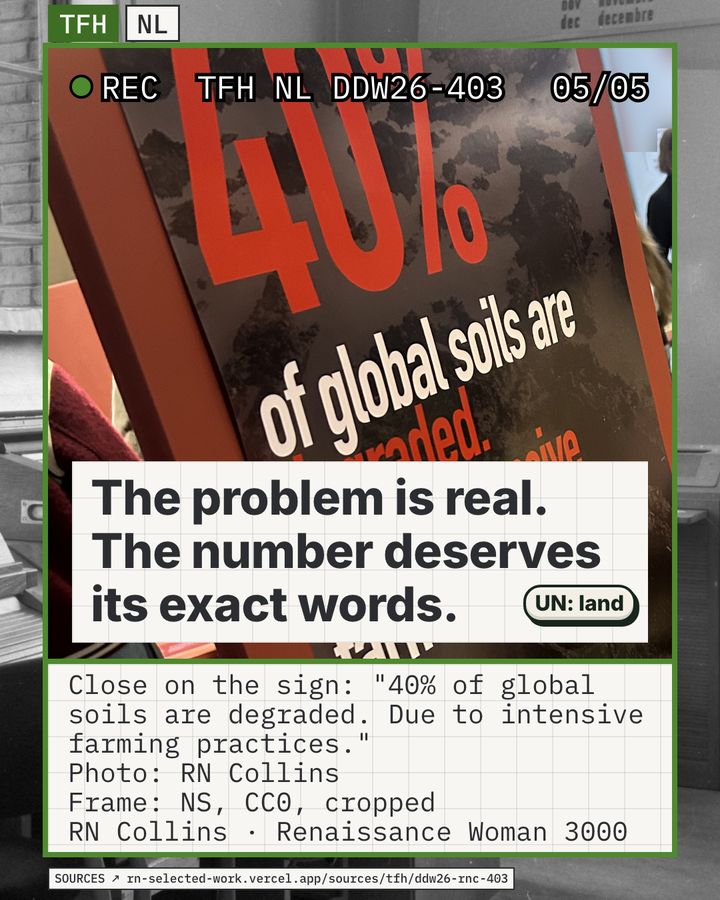 TFH NL
nov novembre
dec decembre
REC TFH NL DDW26-403 05/05
40%
of global soils are
degraded.
The problem is real.
The number deserves
its exact words.
UN: land
Close on the sign: "40% of global
soils are degraded. Due to intensive
farming practices."
Photo: RN Collins
Frame: NS, CC0, cropped
RN Collins · Renaissance Woman 3000
SOURCES ↗ rn-selected-work.vercel.app/sources/tfh/ddw26-rnc-403